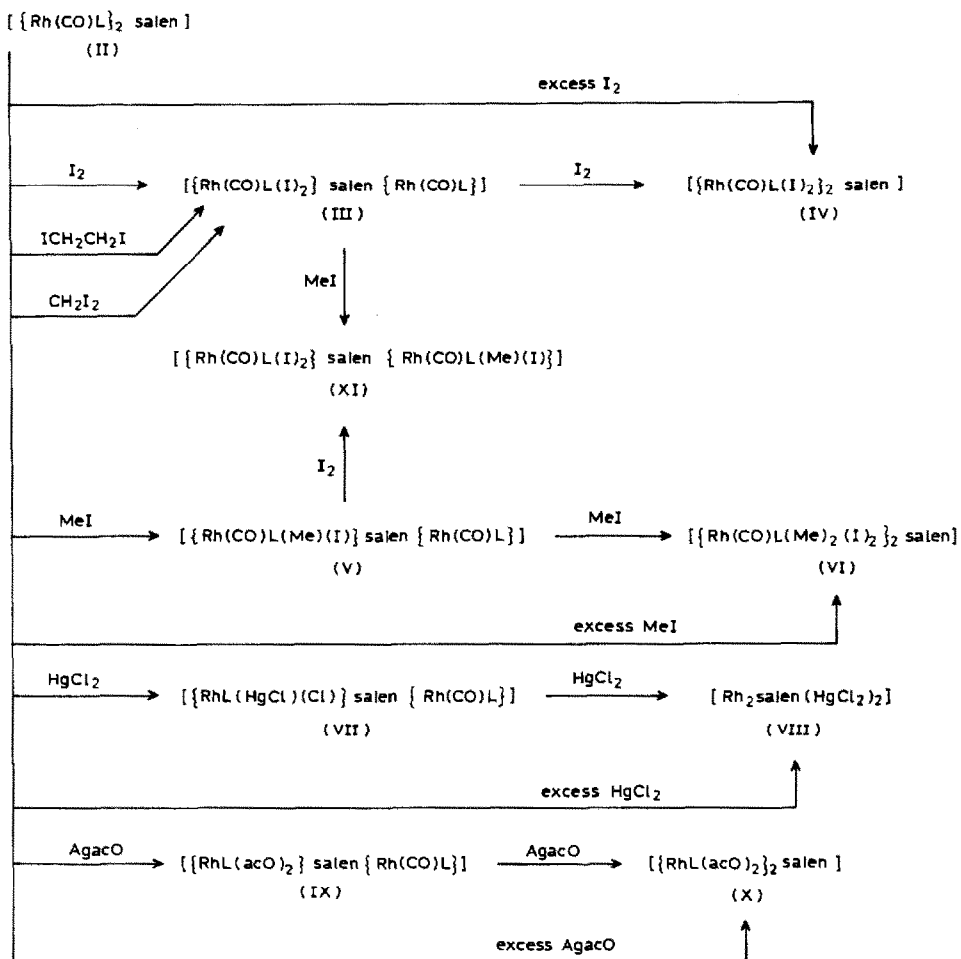 [{Rh(CO)L}₂ salen]
(II)
excess I₂
I₂
[{Rh(CO)L(I)₂} salen {Rh(CO)L}]
(III)
I₂
[{Rh(CO)L(I)₂}₂ salen ]
(IV)
ICH₂CH₂I
CH₂I₂
MeI
[{Rh(CO)L(I)₂} salen { Rh(CO)L(Me)(I)}]
(XI)
I₂
MeI
[{Rh(CO)L(Me)(I)} salen {Rh(CO)L}]
(V)
MeI
[{Rh(CO)L(Me)₂(I)₂}₂ salen]
(VI)
excess MeI
HgCl₂
[{RhL(HgCl)(Cl)} salen { Rh(CO)L}]
(VII)
HgCl₂
[Rh₂salen(HgCl₂)₂]
(VIII)
excess HgCl₂
AgacO
[{RhL(acO)₂} salen {Rh(CO)L}]
(IX)
AgacO
[{RhL(acO)₂}₂ salen ]
(X)
excess AgacO